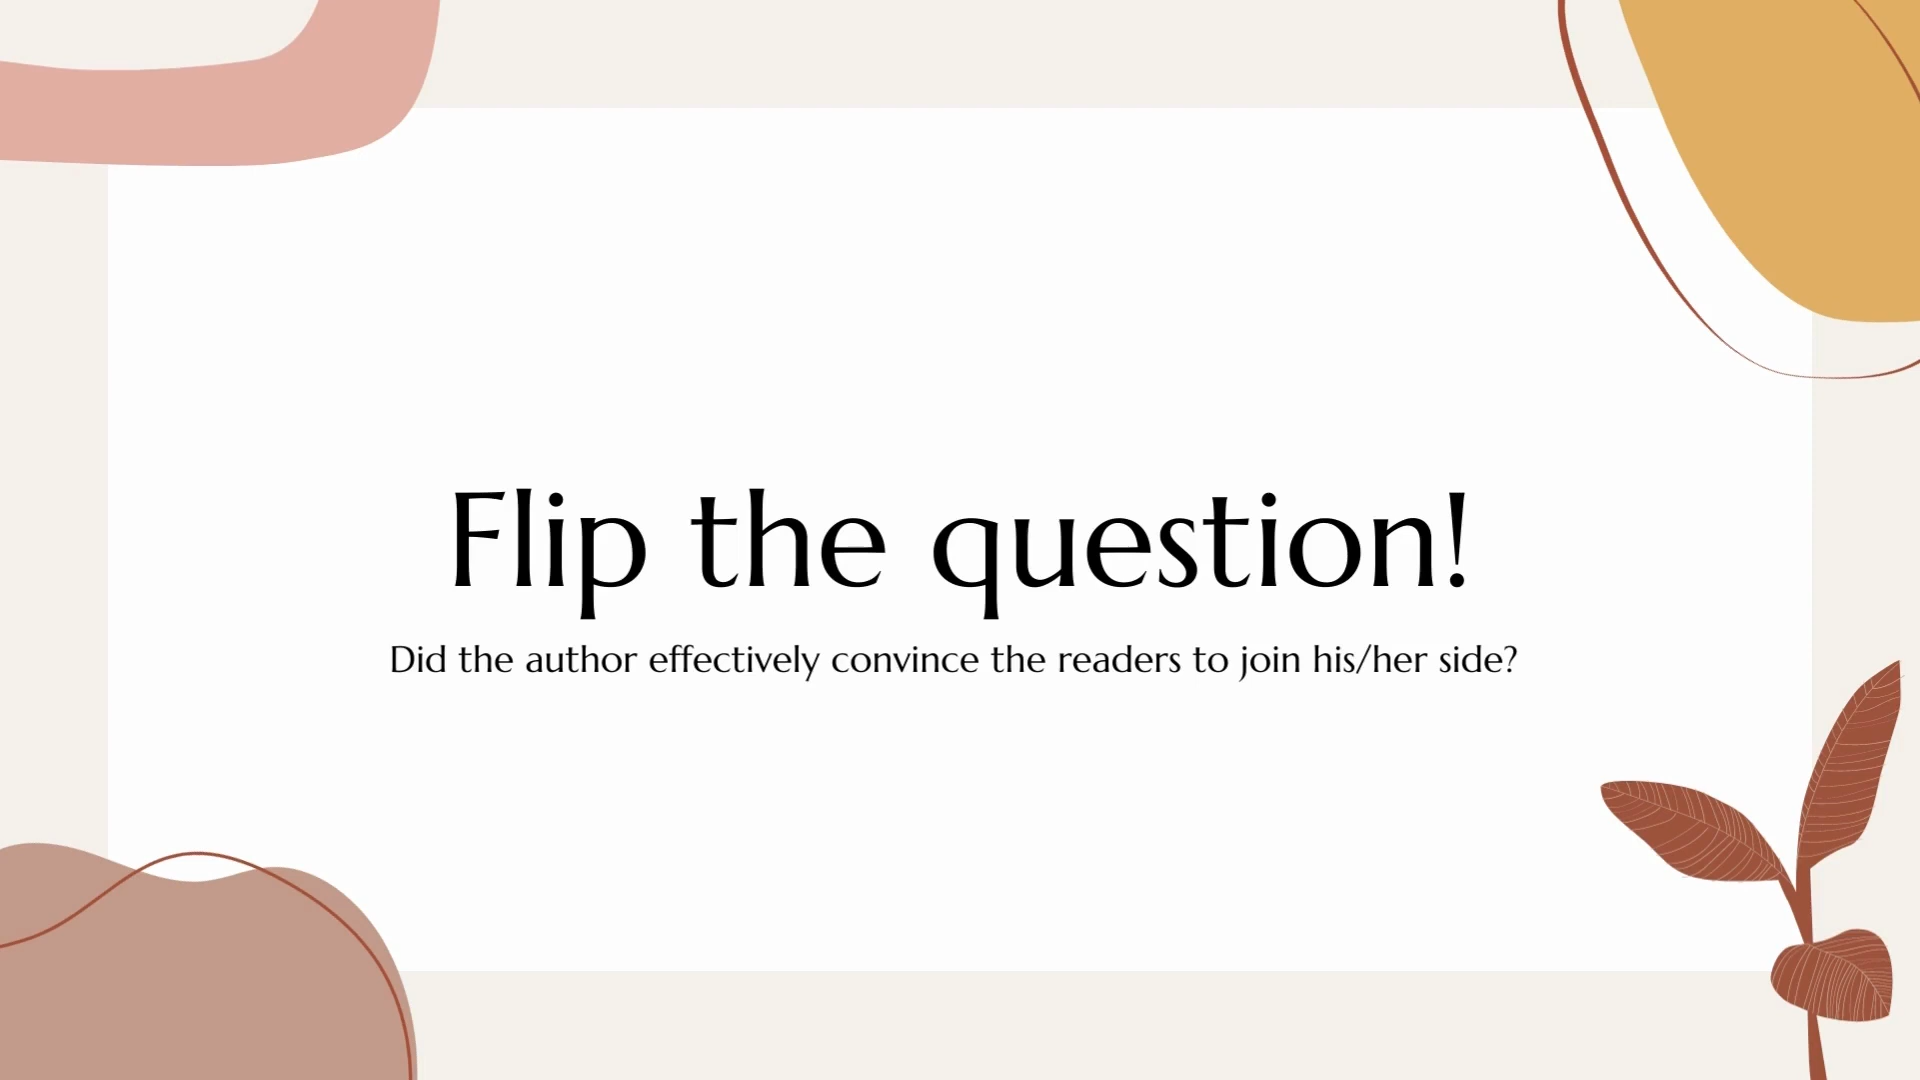 Flip the question!
Did the author effectively convince the readers to join his/her side?